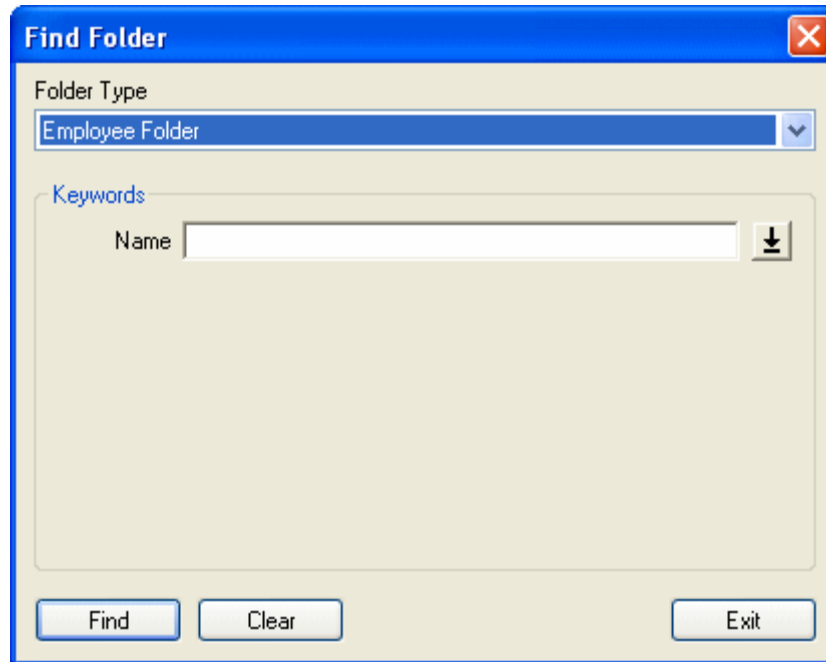 Find Folder
Folder Type
Employee Folder
Keywords
Name
Find Clear Exit